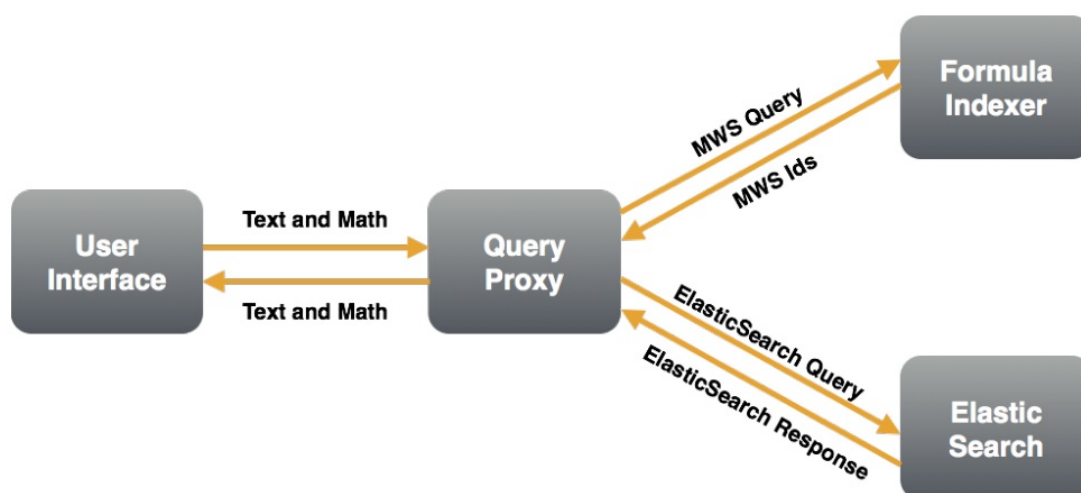 Formula
Indexer
MWS Query
MWS Ids
Text and Math
User
Interface
Query
Proxy
Text and Math
ElasticSearch Query
ElasticSearch Response
Elastic
Search